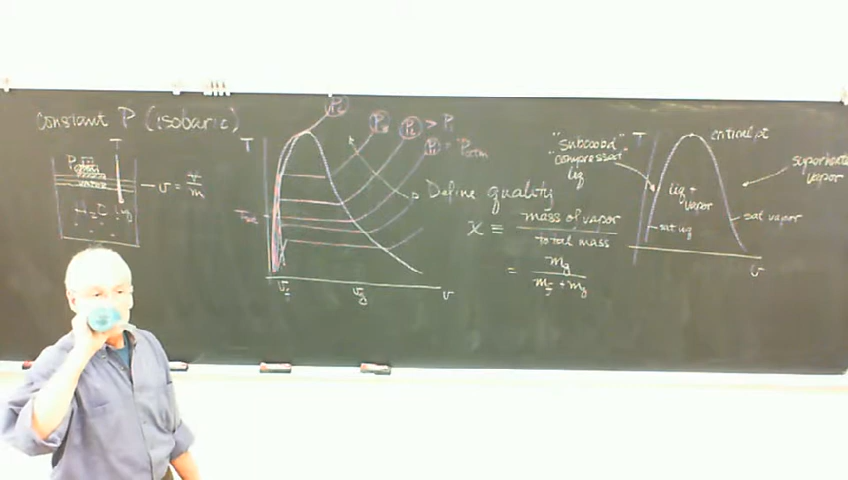 Constant P (isobaric)
T
P
H2O liq
v = V/m
T
P2 > P1
P1 = Patm
Tsat
vf
vg
v
Define quality
x ≡ mass of vapor / total mass
= mg / mf + mg
"Subcooled"
"compressed"
liq
T
critical pt
liq +
vapor
superheated
vapor
sat liq
sat vapor
v